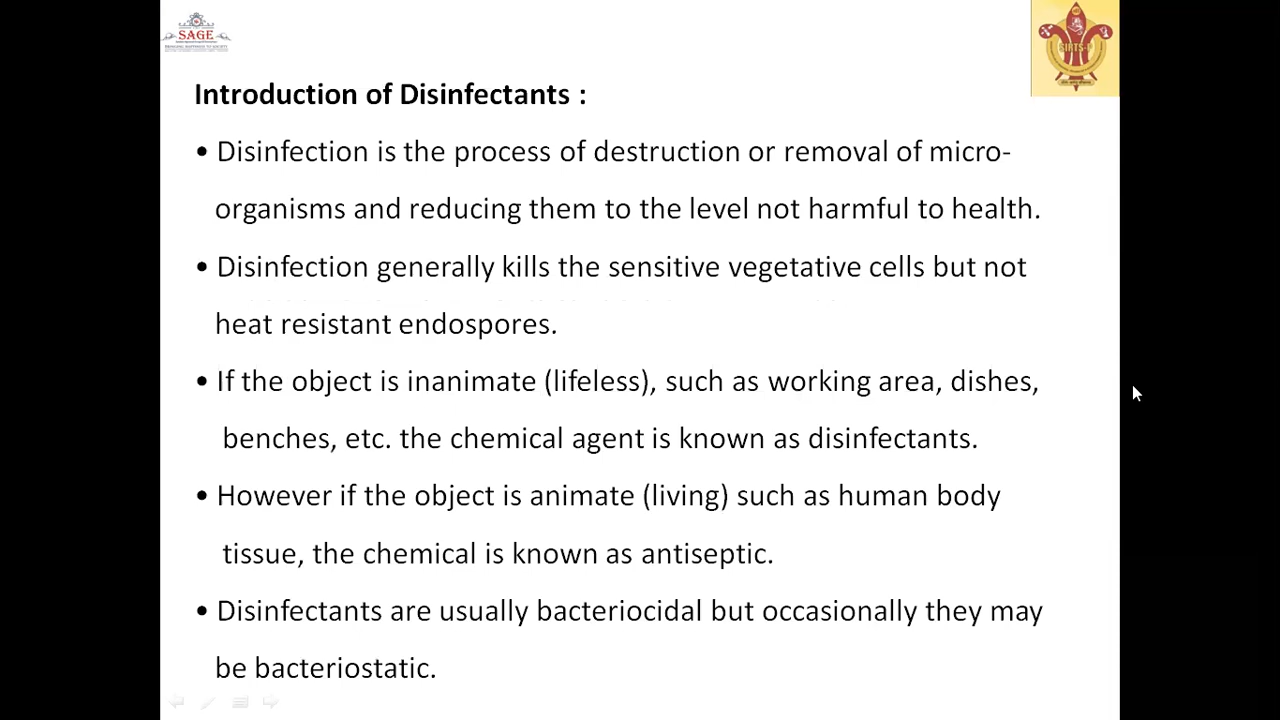 SAGE
SIRTS-P
Introduction of Disinfectants :
• Disinfection is the process of destruction or removal of micro-
organisms and reducing them to the level not harmful to health.
• Disinfection generally kills the sensitive vegetative cells but not
heat resistant endospores.
• If the object is inanimate (lifeless), such as working area, dishes,
benches, etc. the chemical agent is known as disinfectants.
• However if the object is animate (living) such as human body
tissue, the chemical is known as antiseptic.
• Disinfectants are usually bacteriocidal but occasionally they may
be bacteriostatic.